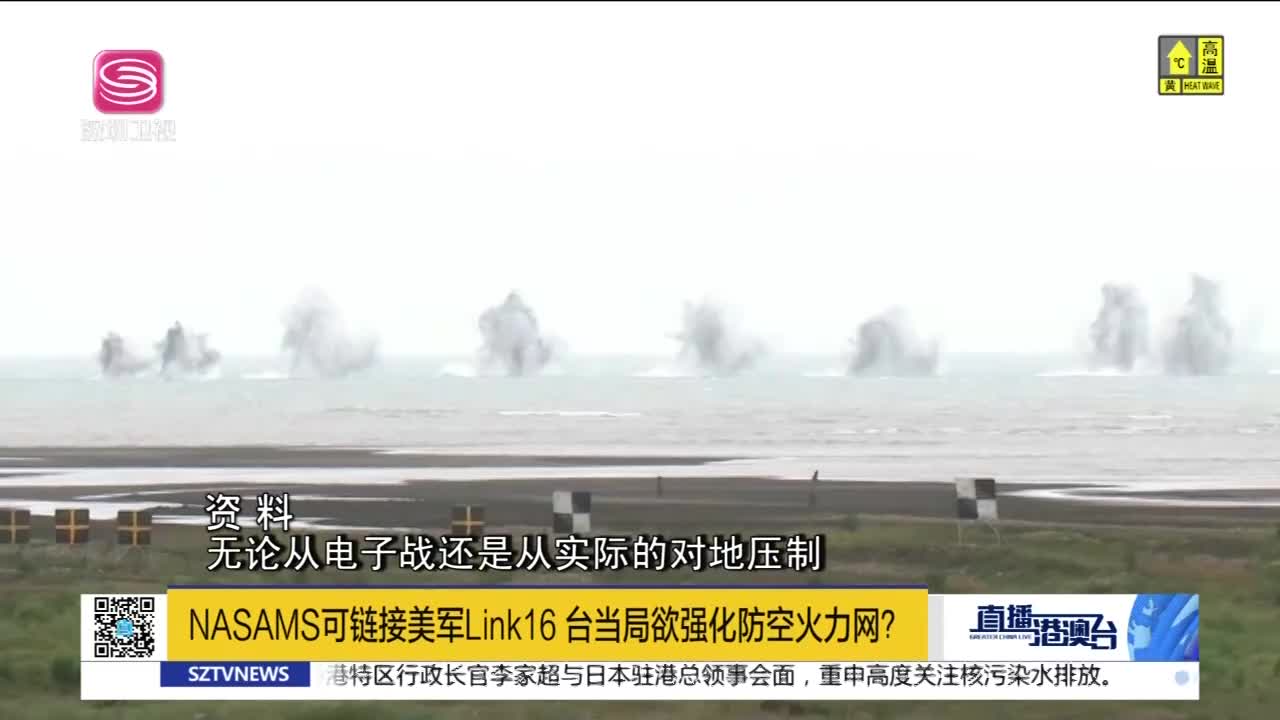 深圳卫视
高温
℃
黄 HEAT WAVE
资料
无论从电子战还是从实际的对地压制
NASAMS可链接美军Link16 台当局欲强化防空火力网?
直播港澳台
GREATER CHINA LIVE
SZTVNEWS
港特区行政长官李家超与日本驻港总领事会面，重申高度关注核污染水排放。